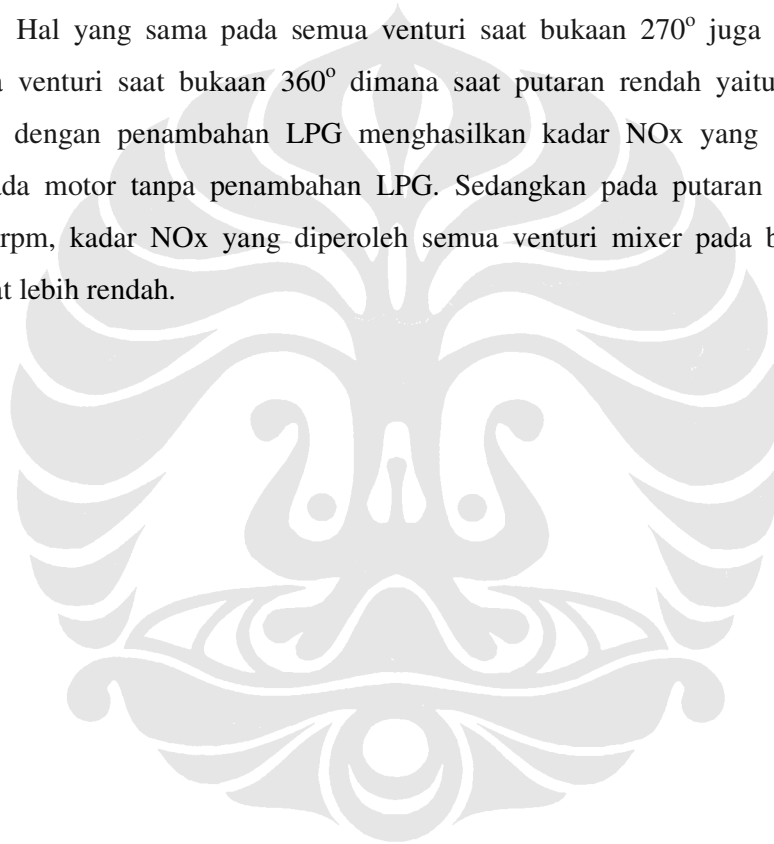 Hal yang sama pada semua venturi saat bukaan 270° juga
venturi saat bukaan 360° dimana saat putaran rendah yaitu
dengan penambahan LPG menghasilkan kadar NOx yang
motor tanpa penambahan LPG. Sedangkan pada putaran
rpm, kadar NOx yang diperoleh semua venturi mixer pada
lebih rendah.